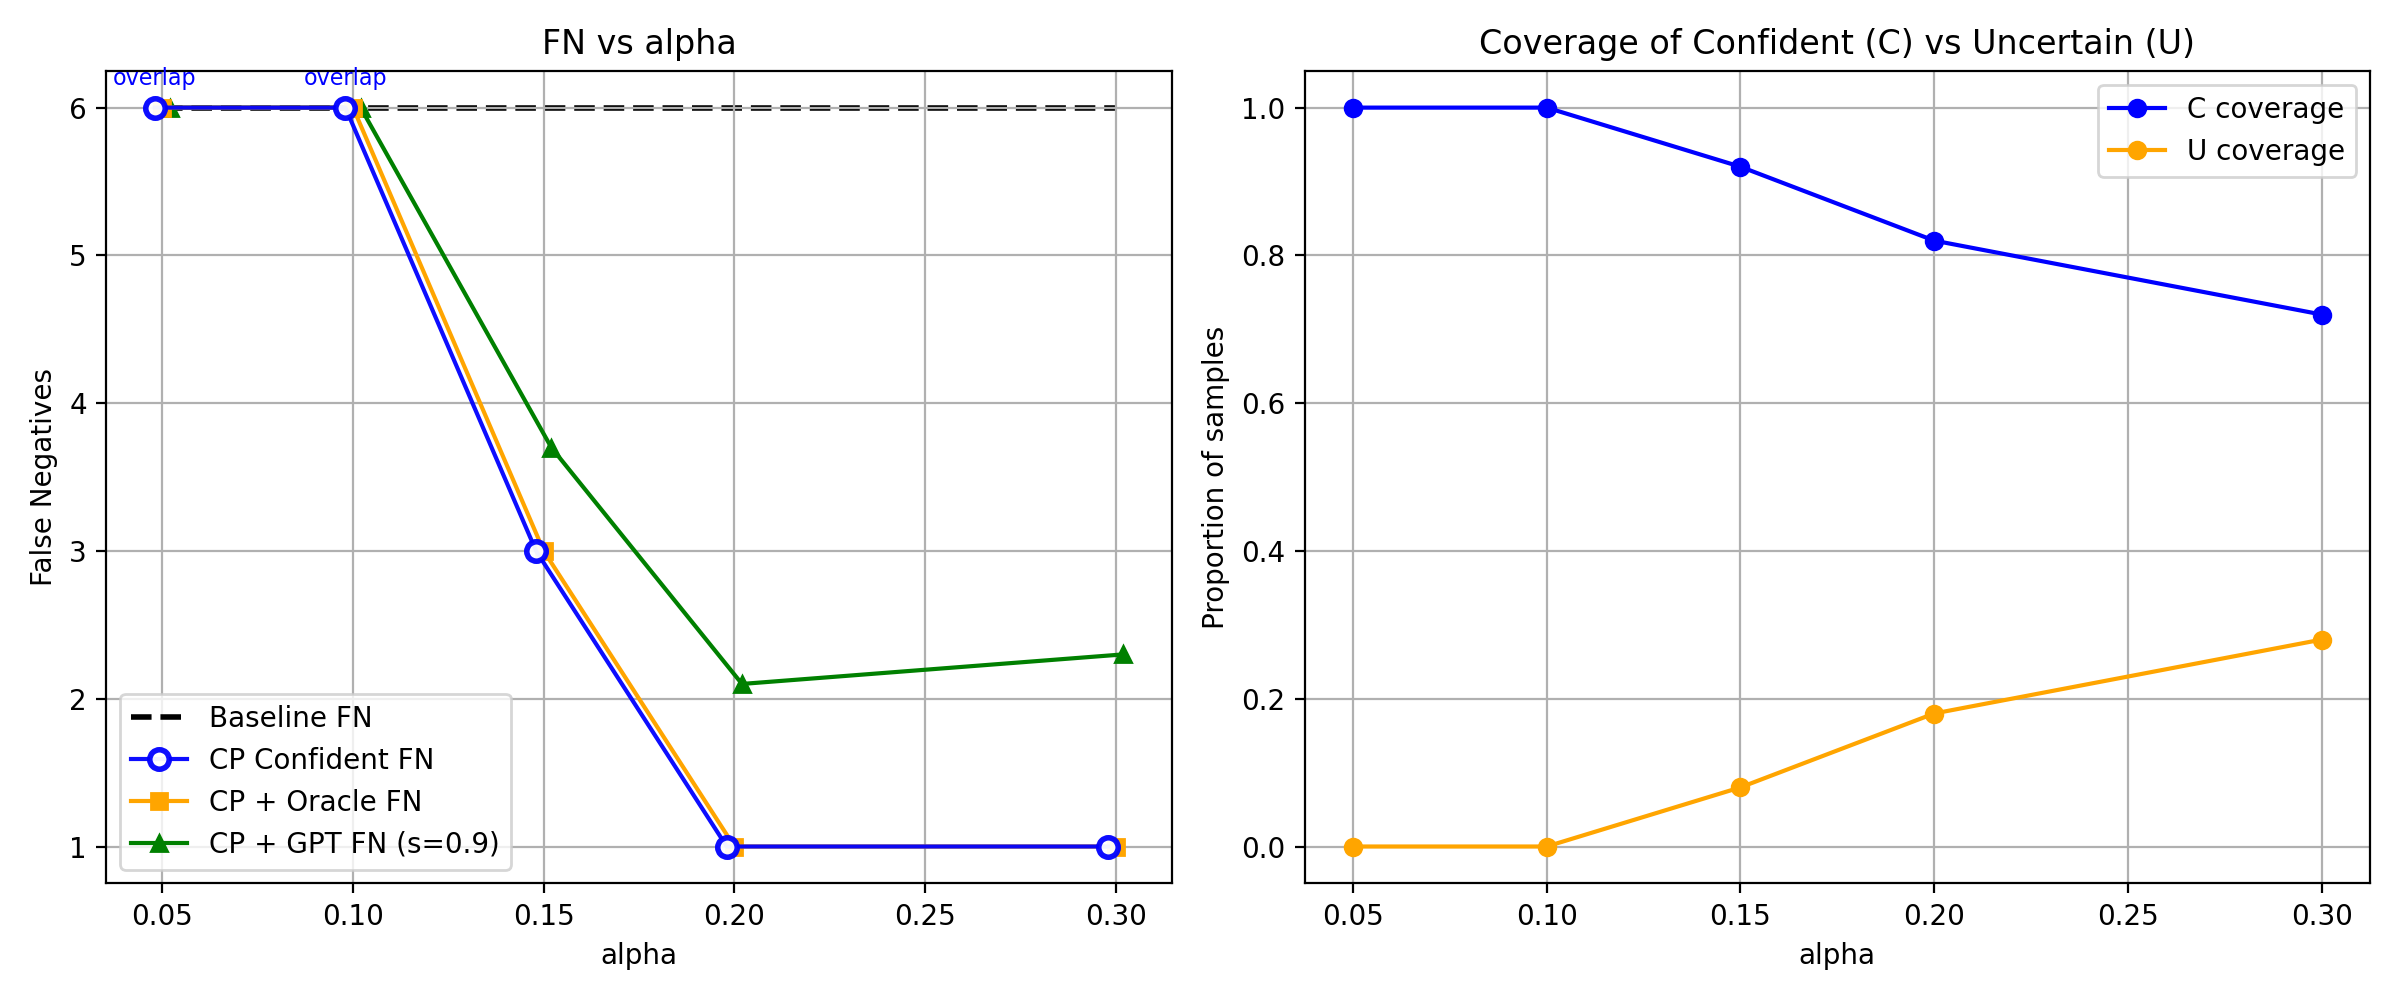 FN vs alpha
overlap
overlap
6
5
4
3
2
1
False Negatives
Baseline FN
CP Confident FN
CP + Oracle FN
CP + GPT FN (s=0.9)
0.05
0.10
0.15
0.20
0.25
0.30
alpha
Coverage of Confident (C) vs Uncertain (U)
C coverage
U coverage
1.0
0.8
0.6
0.4
0.2
0.0
Proportion of samples
0.05
0.10
0.15
0.20
0.25
0.30
alpha